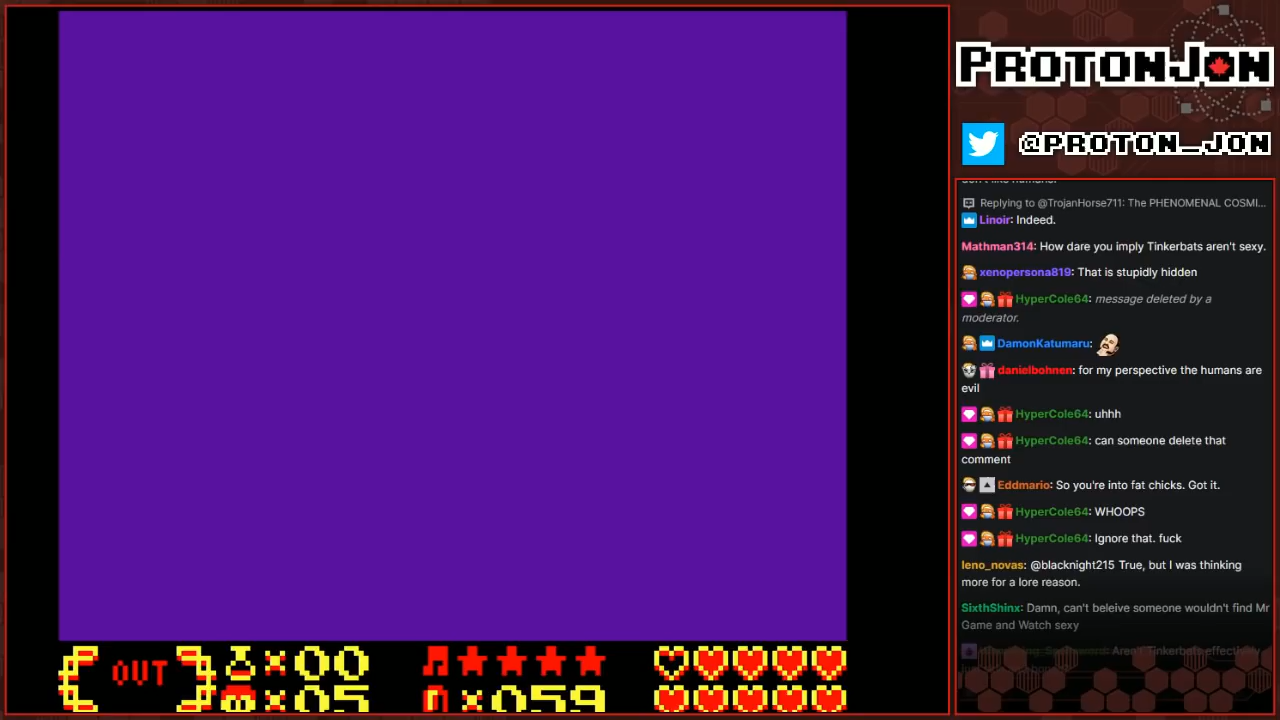 PROTONJON
@PROTON_JON
Replying to @TrojanHorse711: The PHENOMENAL COSMI...
Linoir: Indeed.
Mathman314: How dare you imply Tinkerbats aren't sexy.
xenopersona819: That is stupidly hidden
HyperCole64: message deleted by a
moderator.
DamonKatumaru:
danielbohnen: for my perspective the humans are
evil
HyperCole64: uhhh
HyperCole64: can someone delete that
comment
Eddmario: So you're into fat chicks. Got it.
HyperCole64: WHOOPS
HyperCole64: Ignore that. fuck
leno_novas: @blacknight215 True, but I was thinking
more for a lore reason.
SixthShinx: Damn, can't beleive someone wouldn't find Mr
Game and Watch sexy
Aren't Tinkerbats
OUT
×00
×05
×059